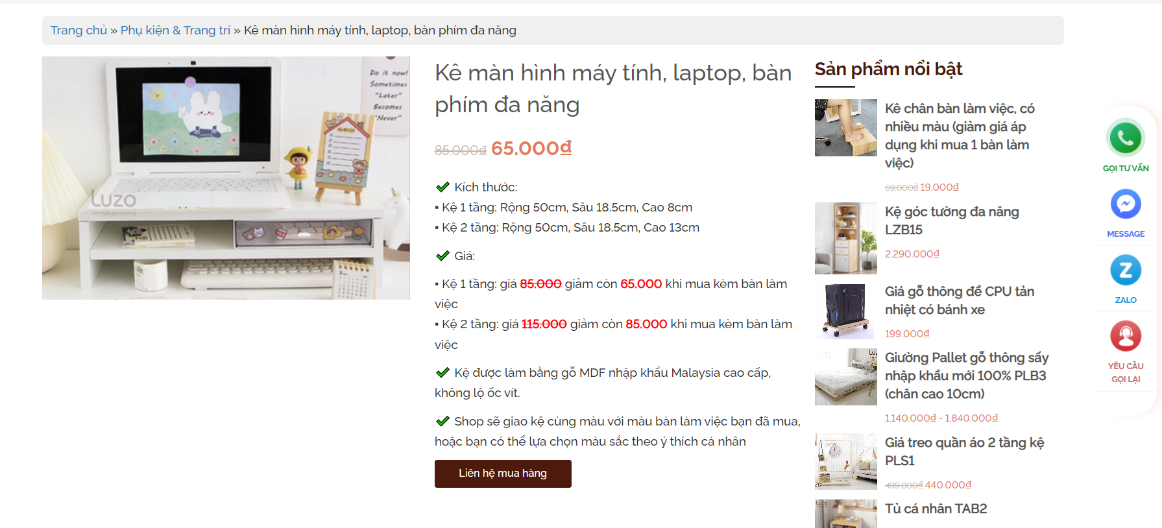 Trang chủ » Phụ kiện & Trang trí » Kê màn hình máy tính, laptop, bàn phím đa năng
Do it now!
Sometimes
"Later"
Becomes
"Never"
LUZO
Kê màn hình máy tính, laptop, bàn
phím đa năng
85.000₫ 65.000₫
✔ Kích thước:
• Kệ 1 tầng: Rộng 50cm, Sâu 18.5cm, Cao 8cm
• Kệ 2 tầng: Rộng 50cm, Sâu 18.5cm, Cao 13cm
✔ Giá:
• Kệ 1 tầng: giá 85.000 giảm còn 65.000 khi mua kèm bàn làm
việc
• Kệ 2 tầng: giá 115.000 giảm còn 85.000 khi mua kèm bàn làm
việc
✔ Kệ được làm bằng gỗ MDF nhập khẩu Malaysia cao cấp,
không lộ ốc vít.
✔ Shop sẽ giao kệ cùng màu với màu bàn làm việc bạn đã mua,
hoặc bạn có thể lựa chọn màu sắc theo ý thích cá nhân
Liên hệ mua hàng
Sản phẩm nổi bật
Kê chân bàn làm việc, có
nhiều màu (giảm giá áp
dụng khi mua 1 bàn làm
việc)
59.000₫ 19.000₫
Kệ góc tường đa năng
LZB15
2.290.000₫
Giá gỗ thông để CPU tản
nhiệt có bánh xe
199.000₫
Giường Pallet gỗ thông sấy
nhập khẩu mới 100% PLB3
(chân cao 10cm)
1.140.000₫ - 1.840.000₫
Giá treo quần áo 2 tầng kệ
PLS1
499.000₫ 440.000₫
Tủ cá nhân TAB2
GỌI TƯ VẤN
MESSAGE
Z
ZALO
YÊU CẦU
GỌI LẠI